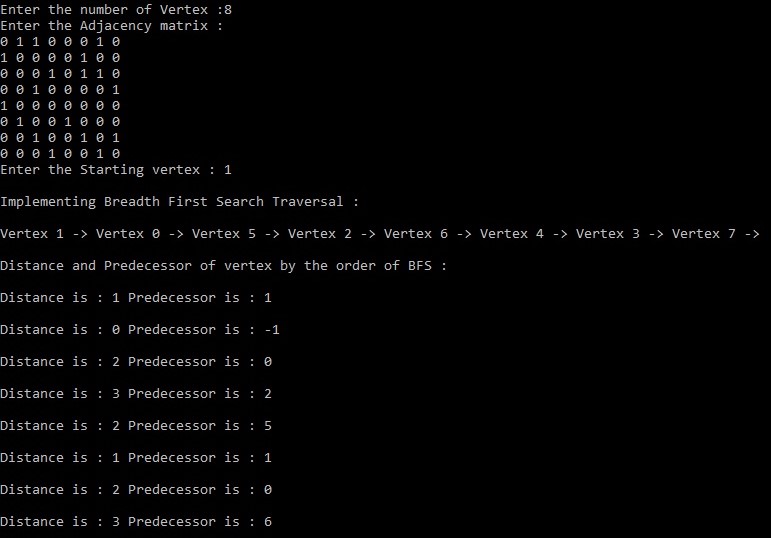 Enter the number of Vertex :8
Enter the Adjacency matrix :
0 1 1 0 0 0 1 0
1 0 0 0 0 1 0 0
0 0 0 1 0 1 1 0
0 0 1 0 0 0 0 1
1 0 0 0 0 0 0 0
0 1 0 0 1 0 0 0
0 0 1 0 0 1 0 1
0 0 0 1 0 0 1 0
Enter the Starting vertex : 1
Implementing Breadth First Search Traversal :
Vertex 1 -> Vertex 0 -> Vertex 5 -> Vertex 2 -> Vertex 6 -> Vertex 4 -> Vertex 3 -> Vertex 7 ->
Distance and Predecessor of vertex by the order of BFS :
Distance is : 1 Predecessor is : 1
Distance is : 0 Predecessor is : -1
Distance is : 2 Predecessor is : 0
Distance is : 3 Predecessor is : 2
Distance is : 2 Predecessor is : 5
Distance is : 1 Predecessor is : 1
Distance is : 2 Predecessor is : 0
Distance is : 3 Predecessor is : 6